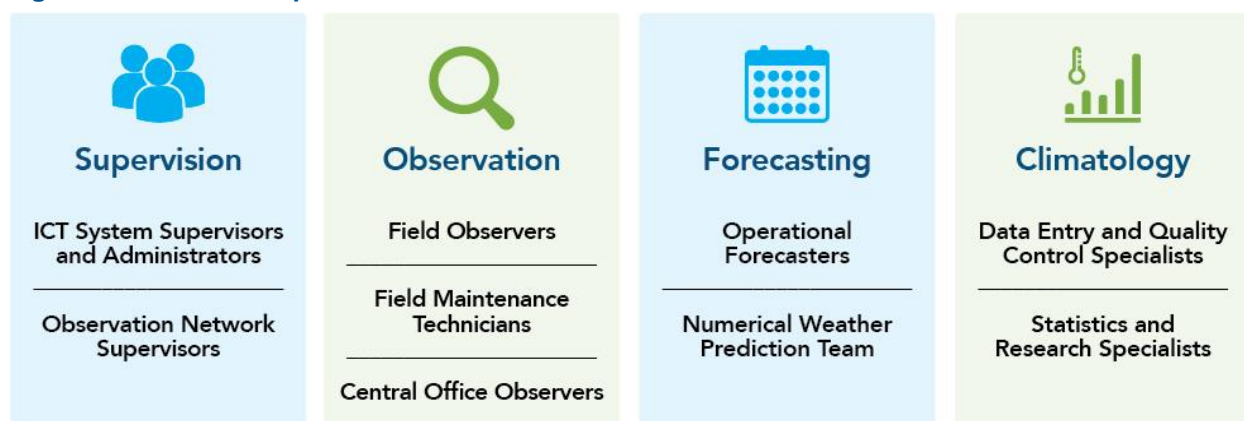 Supervision
ICT System Supervisors
and Administrators
Observation Network
Supervisors
Observation
Field Observers
Field Maintenance
Technicians
Central Office Observers
Forecasting
Operational
Forecasters
Numerical Weather
Prediction Team
Climatology
Data Entry and Quality
Control Specialists
Statistics and
Research Specialists